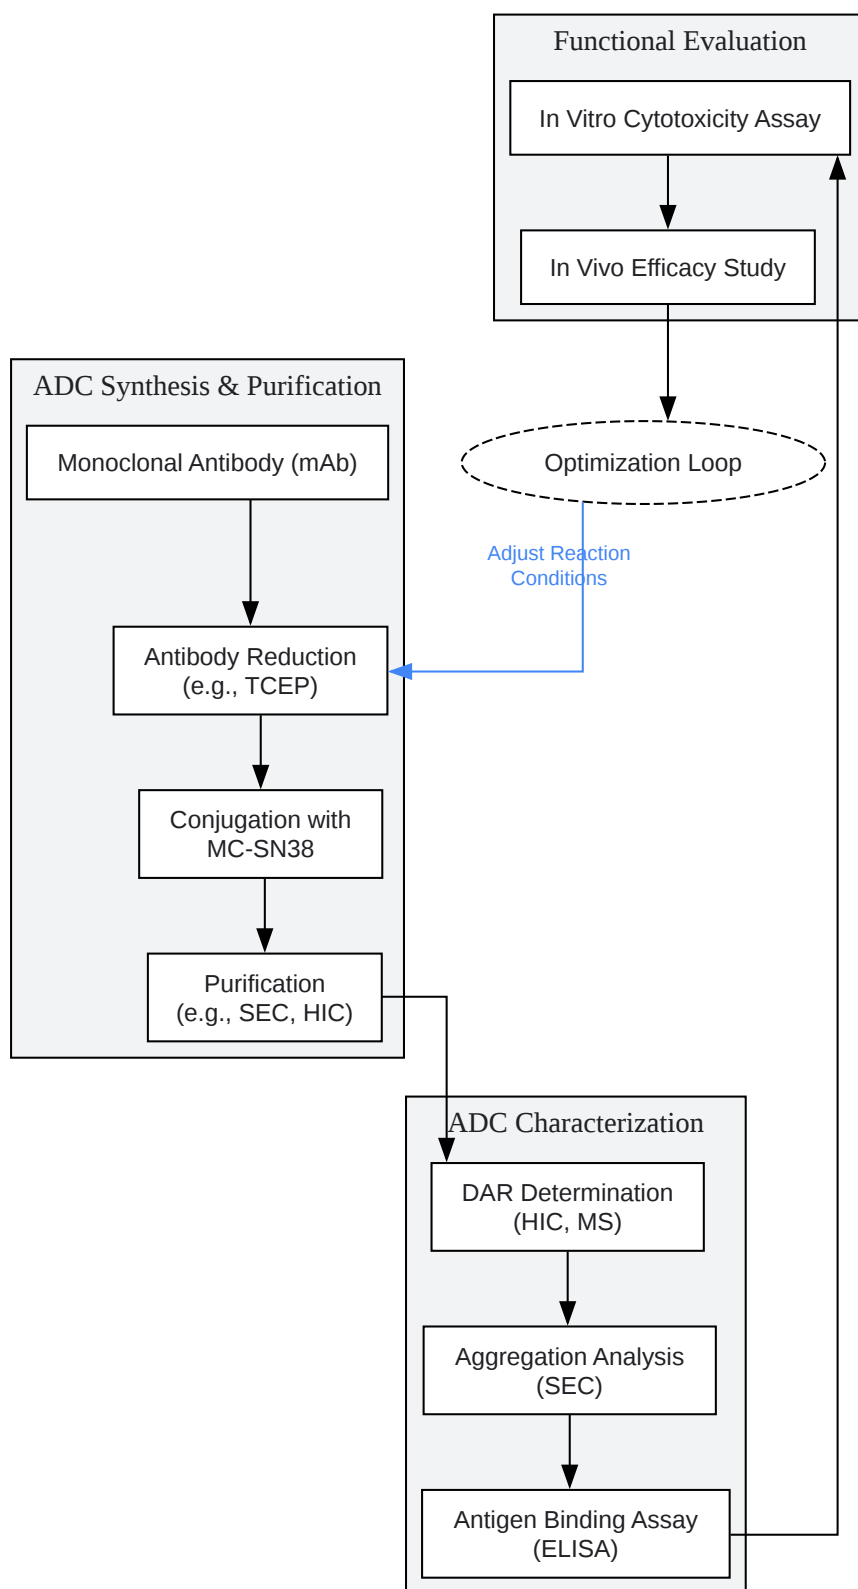 Functional Evaluation
In Vitro Cytotoxicity Assay
In Vivo Efficacy Study
Optimization Loop
Adjust Reaction
Conditions
ADC Synthesis & Purification
Monoclonal Antibody (mAb)
Antibody Reduction
(e.g., TCEP)
Conjugation with
MC-SN38
Purification
(e.g., SEC, HIC)
ADC Characterization
DAR Determination
(HIC, MS)
Aggregation Analysis
(SEC)
Antigen Binding Assay
(ELISA)